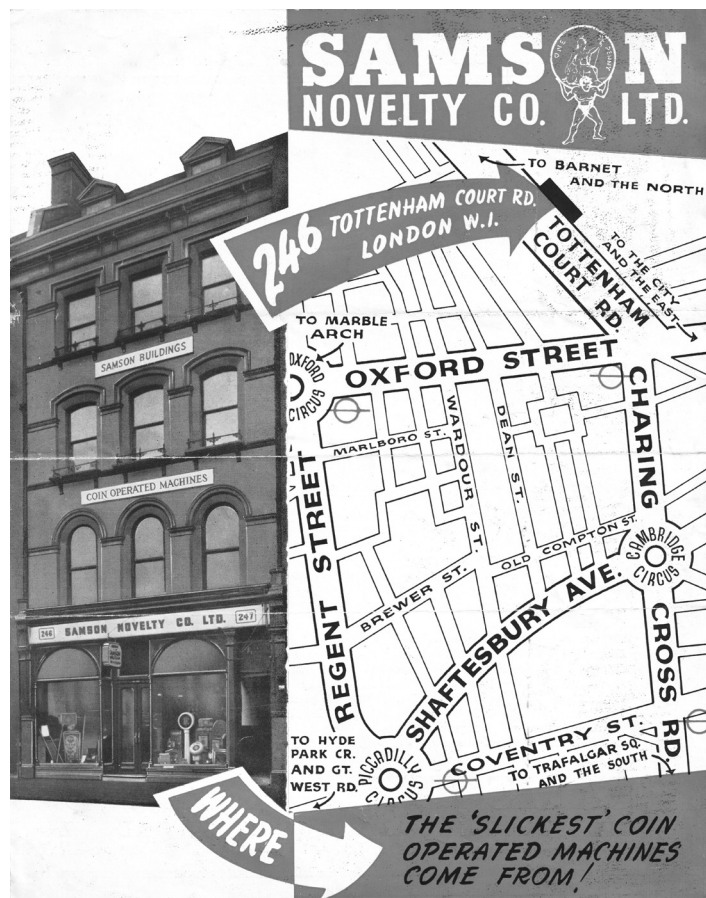 SAMSON
NOVELTY CO. LTD.
ONE PENNY
TO BARNET
AND THE NORTH
246 TOTTENHAM COURT RD.
LONDON W.I.
TOTTENHAM
COURT RD.
TO THE CITY
AND THE EAST
TO MARBLE
ARCH
OXFORD
CIRCUS
OXFORD STREET
SAMSON BUILDINGS
COIN OPERATED MACHINES
MARLBORO ST.
WARDOUR ST.
DEAN ST.
CHARING
CROSS RD
REGENT STREET
OLD COMPTON ST.
CAMBRIDGE
CIRCUS
BREWER ST.
SHAFTESBURY AVE.
246 SAMSON NOVELTY CO. LTD. 247
TO HYDE
PARK CR.
AND GT.
WEST RD.
PICCADILLY
CIRCUS
COVENTRY ST.
TO TRAFALGAR SQ.
AND THE SOUTH
WHERE
THE 'SLICKEST' COIN
OPERATED MACHINES
COME FROM!